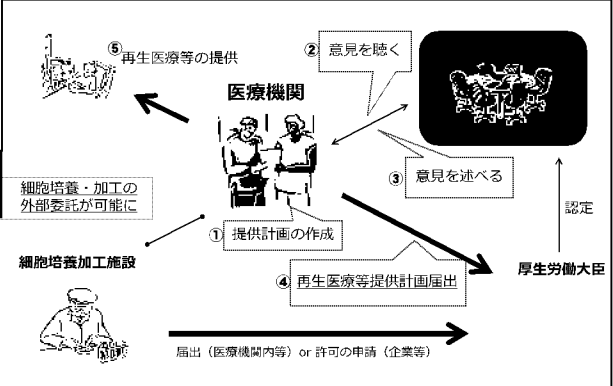 ⑤再生医療等の提供
② 意見を聴く
医療機関
③ 意見を述べる
細胞培養・加工の
外部委託が可能に
① 提供計画の作成
認定
細胞培養加工施設
④ 再生医療等提供計画届出
厚生労働大臣
届出（医療機関内等）or 許可の申請（企業等）